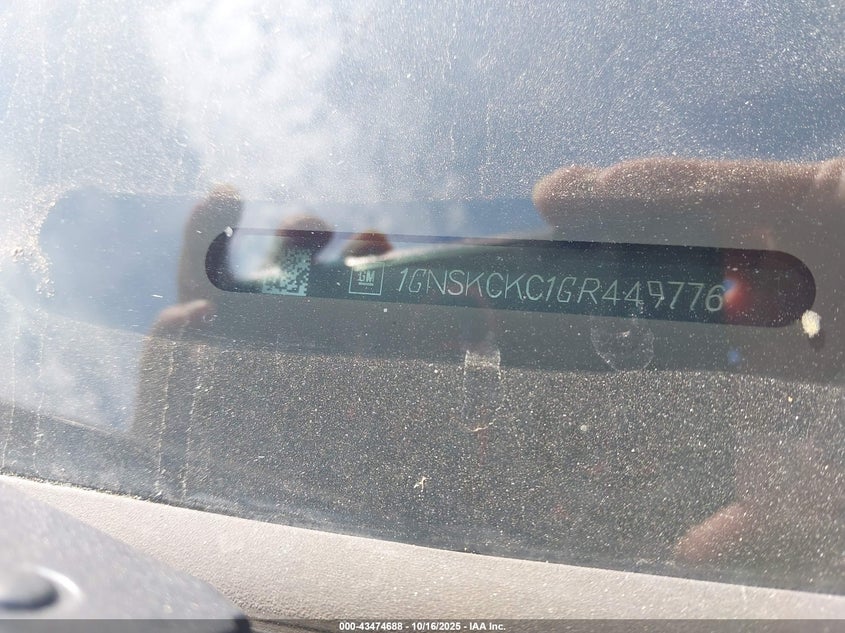 GM 1GNSKCKC1GR449776
000-43474688 - 10/16/2025 - IAA Inc.